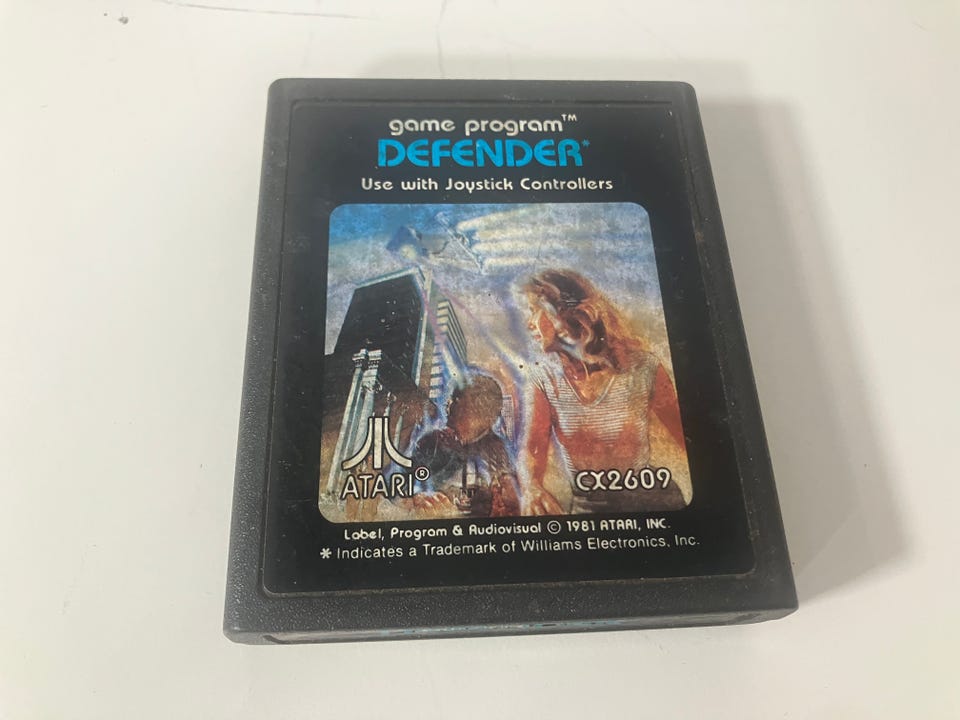 game program™
DEFENDER*
Use with Joystick Controllers
ATARI®
CX2609
Label, Program & Audiovisual © 1981 ATARI, INC.
* Indicates a Trademark of Williams Electronics, Inc.